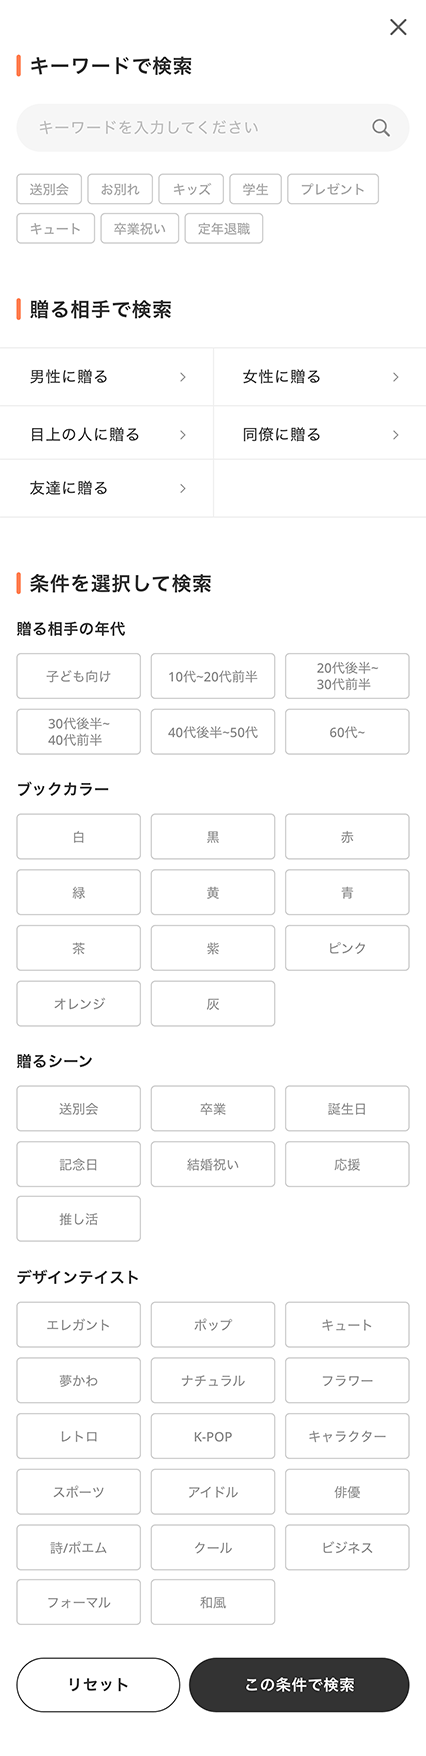 キーワードで検索
キーワードを入力してください
送別会 お別れ キッズ 学生 プレゼント
キュート 卒業祝い 定年退職
贈る相手で検索
男性に贈る 女性に贈る
目上の人に贈る 同僚に贈る
友達に贈る
条件を選択して検索
贈る相手の年代
子ども向け 10代~20代前半 20代後半~
30代前半
30代後半~
40代前半 40代後半~50代 60代~
ブックカラー
白 黒 赤
緑 黄 青
茶 紫 ピンク
オレンジ 灰
贈るシーン
送別会 卒業 誕生日
記念日 結婚祝い 応援
推し活
デザインテイスト
エレガント ポップ キュート
夢かわ ナチュラル フラワー
レトロ K-POP キャラクター
スポーツ アイドル 俳優
詩/ポエム クール ビジネス
フォーマル 和風
リセット この条件で検索